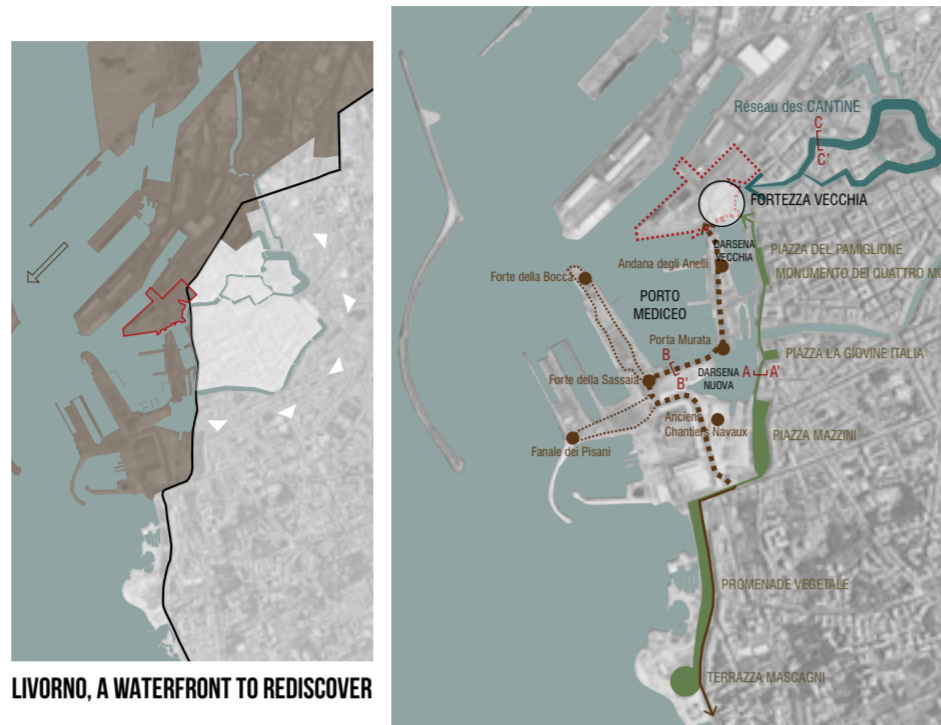 LIVORNO, A WATERFRONT TO REDISCOVER
Réseau des CANTINE
C
C'
FORTEZZA VECCHIA
DARSENA
VECCHIA
PIAZZA DEL PAMIGLIONE
Andana degli Anelli
MONUMENTO DEI QUATTRO MO
Forte della Bocca
PORTO
MEDICEO
Porta Murata
PIAZZA LA GIOVINE ITALIA
B
B'
DARSENA
NUOVA
A
A'
Forte della Sassaia
Anciens
Chantiers Navaux
PIAZZA MAZZINI
Fanale dei Pisani
PROMENADE VEGETALE
TERRAZZA MASCAGNI